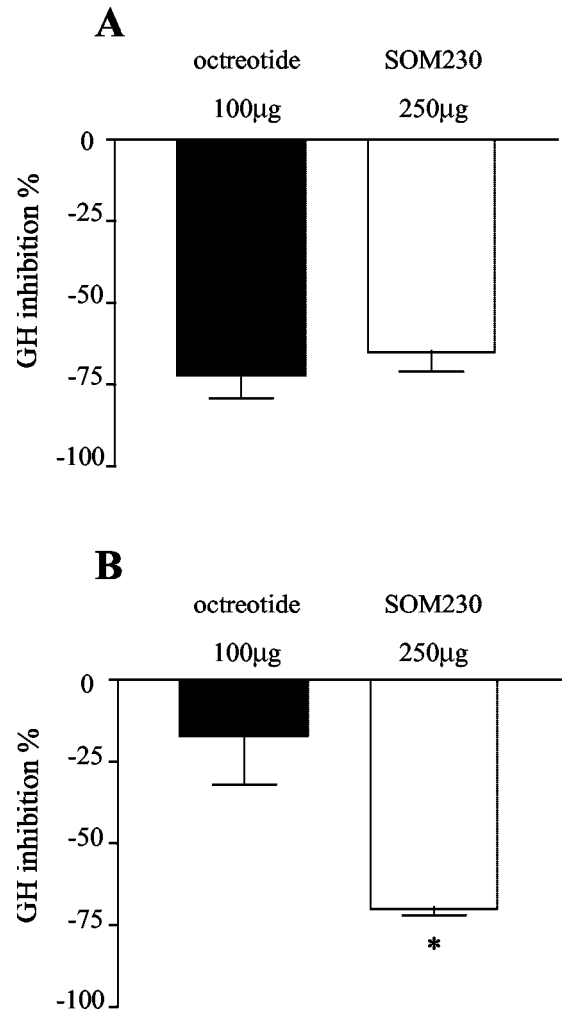 A
octreotide SOM230
100µg 250µg
0
-25
-50
-75
-100
GH inhibition %
B
octreotide SOM230
100µg 250µg
0
-25
-50
-75
-100
GH inhibition %
*